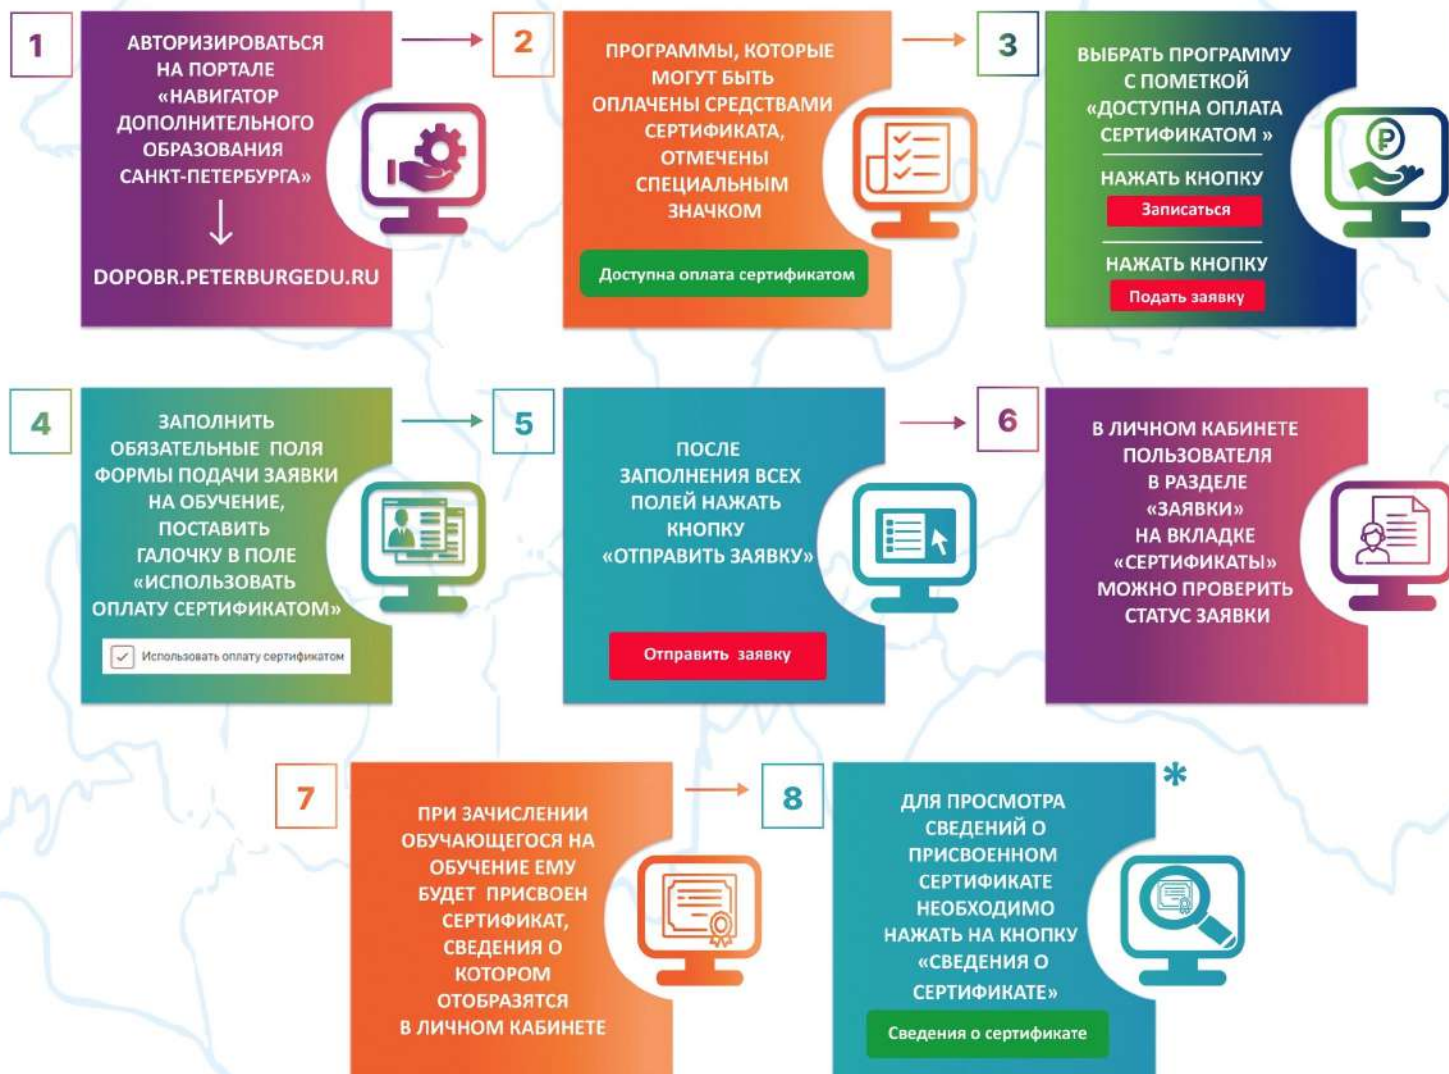 1
АВТОРИЗИРОВАТЬСЯ
НА ПОРТАЛЕ
«НАВИГАТОР
ДОПОЛНИТЕЛЬНОГО
ОБРАЗОВАНИЯ
САНКТ-ПЕТЕРБУРГА»
DOPOBR.PETERBURGEDU.RU
2
ПРОГРАММЫ, КОТОРЫЕ
МОГУТ БЫТЬ
ОПЛАЧЕНЫ СРЕДСТВАМИ
СЕРТИФИКАТА,
ОТМЕЧЕНЫ
СПЕЦИАЛЬНЫМ
ЗНАЧКОМ
Доступна оплата сертификатом
3
ВЫБРАТЬ ПРОГРАММУ
С ПОМЕТКОЙ
«ДОСТУПНА ОПЛАТА
СЕРТИФИКАТОМ »
НАЖАТЬ КНОПКУ
Записаться
НАЖАТЬ КНОПКУ
Подать заявку
4
ЗАПОЛНИТЬ
ОБЯЗАТЕЛЬНЫЕ ПОЛЯ
ФОРМЫ ПОДАЧИ ЗАЯВКИ
НА ОБУЧЕНИЕ,
ПОСТАВИТЬ
ГАЛОЧКУ В ПОЛЕ
«ИСПОЛЬЗОВАТЬ
ОПЛАТУ СЕРТИФИКАТОМ»
Использовать оплату сертификатом
5
ПОСЛЕ
ЗАПОЛНЕНИЯ ВСЕХ
ПОЛЕЙ НАЖАТЬ
КНОПКУ
«ОТПРАВИТЬ ЗАЯВКУ»
Отправить заявку
6
В ЛИЧНОМ КАБИНЕТЕ
ПОЛЬЗОВАТЕЛЯ
В РАЗДЕЛЕ
«ЗАЯВКИ»
НА ВКЛАДКЕ
«СЕРТИФИКАТЫ»
МОЖНО ПРОВЕРИТЬ
СТАТУС ЗАЯВКИ
7
ПРИ ЗАЧИСЛЕНИИ
ОБУЧАЮЩЕГОСЯ НА
ОБУЧЕНИЕ ЕМУ
БУДЕТ ПРИСВОЕН
СЕРТИФИКАТ,
СВЕДЕНИЯ О
КОТОРОМ
ОТОБРАЗЯТСЯ
В ЛИЧНОМ КАБИНЕТЕ
8
*
ДЛЯ ПРОСМОТРА
СВЕДЕНИЙ О
ПРИСВОЕННОМ
СЕРТИФИКАТЕ
НЕОБХОДИМО
НАЖАТЬ НА КНОПКУ
«СВЕДЕНИЯ О
СЕРТИФИКАТЕ»
Сведения о сертификате